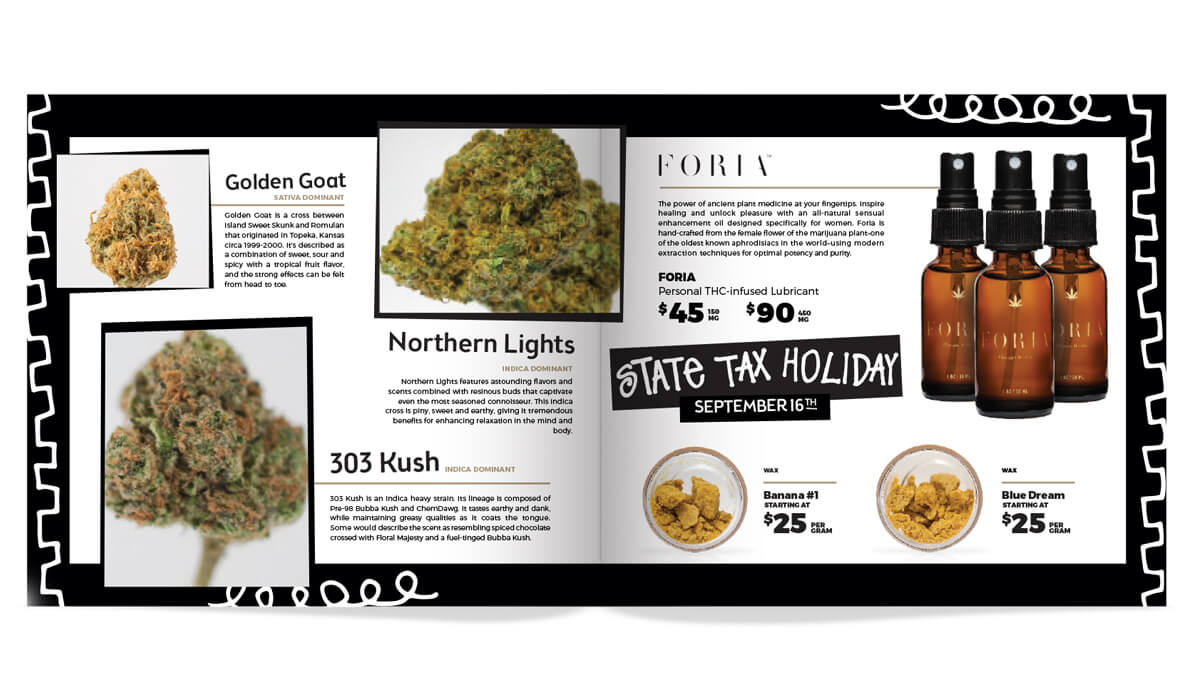 Golden Goat
SATIVA DOMINANT
Golden Goat is a cross between
Island Sweet Skunk and Romulan
that originated in Topeka, Kansas
circa 1999-2000. It's described as
a combination of sweet, sour and
spicy with a tropical fruit flavor,
and the strong effects can be felt
from head to toe.
Northern Lights
INDICA DOMINANT
Northern Lights features astounding flavors and
scents combined with resinous buds that captivate
even the most seasoned connoisseur. This indica
cross is piny, sweet and earthy, giving it tremendous
benefits for enhancing relaxation in the mind and
body.
303 Kush INDICA DOMINANT
303 Kush is an indica heavy strain. Its lineage is composed of
Pre-98 Bubba Kush and ChemDawg. It tastes earthy and dank,
while maintaining greasy qualities as it coats the tongue.
Some would describe the scent as resembling spiced chocolate
crossed with Floral Majesty and a fuel-tinged Bubba Kush.
FORIA™
The power of ancient plant medicine at your fingertips. Inspire
healing and unlock pleasure with an all-natural sensual
enhancement oil designed specifically for women. Foria is
hand-crafted from the female flower of the marijuana plant-one
of the oldest known aphrodisiacs in the world-using modern
extraction techniques for optimal potency and purity.
FORIA
Personal THC-infused Lubricant
$45 150 MG $90 450 MG
FOR
FORIA
RIA
STATE TAX HOLIDAY
SEPTEMBER 16TH
WAX
Banana #1
STARTING AT
$25 PER GRAM
WAX
Blue Dream
STARTING AT
$25 PER GRAM